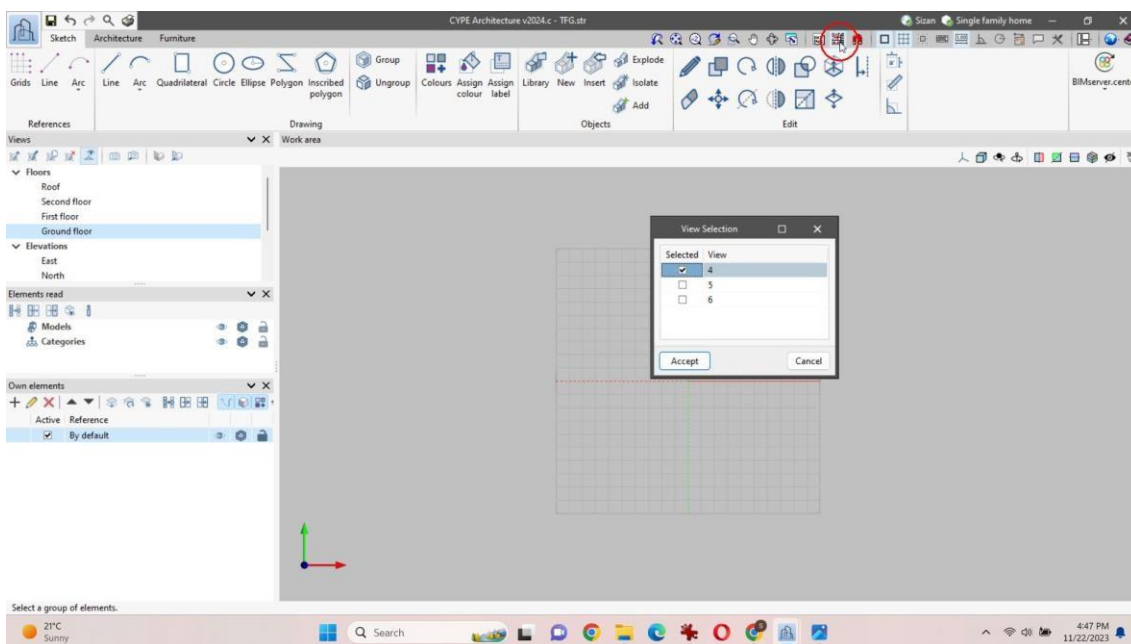 CYPE Architecture v2024.c - TFG.str
Sizan
Single family home
Sketch Architecture Furniture
Grids Line Arc Line Arc Quadrilateral Circle Ellipse Polygon Inscribed polygon
Group
Ungroup
Colours Assign colour Assign label
Library New Insert
Explode
Isolate
Add
References Drawing Objects Edit
Views
Work area
Floors
Roof
Second floor
First floor
Ground floor
Elevations
East
North
Elements read
Models
Categories
Own elements
Active Reference
By default
View Selection
Selected View
4
5
6
Accept Cancel
Select a group of elements.
21°C
Sunny
Search
4:47 PM
11/22/2023